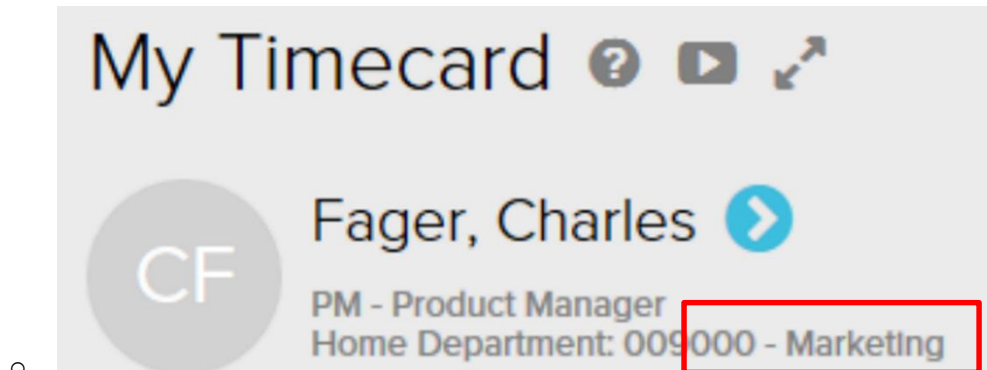 My Timecard
CF
Fager, Charles
PM - Product Manager
Home Department: 009000 - Marketing